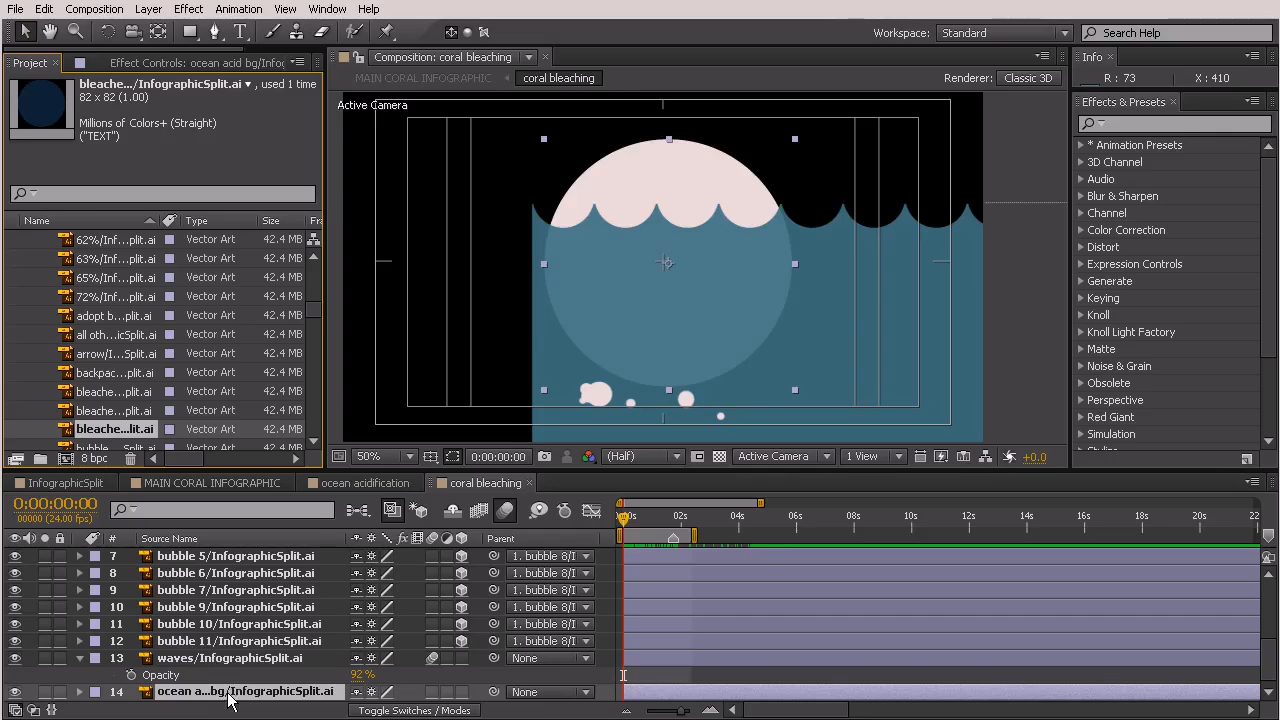 File Edit Composition Layer Effect Animation View Window Help
Workspace: Standard Search Help
Project × Effect Controls: ocean acid bg/Infoç
Composition: coral bleaching
Info ×
R : 73 X : 410
bleache.../InfographicSplit.ai ▾ , used 1 time
82 x 82 (1.00)
Millions of Colors+ (Straight)
("TEXT")
MAIN CORAL INFOGRAPHIC coral bleaching
Renderer: Classic 3D
Active Camera
Effects & Presets ×
* Animation Presets
3D Channel
Audio
Blur & Sharpen
Channel
Color Correction
Distort
Expression Controls
Generate
Keying
Knoll
Knoll Light Factory
Matte
Noise & Grain
Obsolete
Perspective
Red Giant
Simulation
Name Type Size Fra
62%/Inf...plit.ai Vector Art 42.4 MB
63%/Inf...plit.ai Vector Art 42.4 MB
65%/Inf...plit.ai Vector Art 42.4 MB
72%/Inf...plit.ai Vector Art 42.4 MB
adopt b...plit.ai Vector Art 42.4 MB
all oth...icSplit.ai Vector Art 42.4 MB
arrow/I...Split.ai Vector Art 42.4 MB
backpac...plit.ai Vector Art 42.4 MB
bleache...plit.ai Vector Art 42.4 MB
bleache...plit.ai Vector Art 42.4 MB
bleache...lit.ai Vector Art 42.4 MB
8 bpc
50% 0:00:00:00 (Half) Active Camera 1 View +0.0
InfographicSplit MAIN CORAL INFOGRAPHIC ocean acidification coral bleaching ×
0:00:00:00
00000 (24.00 fps)
# Source Name fx Parent
02s 04s 06s 08s 10s 12s 14s 16s 18s 20s 22
7 bubble 5/InfographicSplit.ai 1. bubble 8/I
8 bubble 6/InfographicSplit.ai 1. bubble 8/I
9 bubble 7/InfographicSplit.ai 1. bubble 8/I
10 bubble 9/InfographicSplit.ai 1. bubble 8/I
11 bubble 10/InfographicSplit.ai 1. bubble 8/I
12 bubble 11/InfographicSplit.ai 1. bubble 8/I
13 waves/InfographicSplit.ai None
Opacity 92 %
14 ocean a...bg/InfographicSplit.ai None
Toggle Switches / Modes